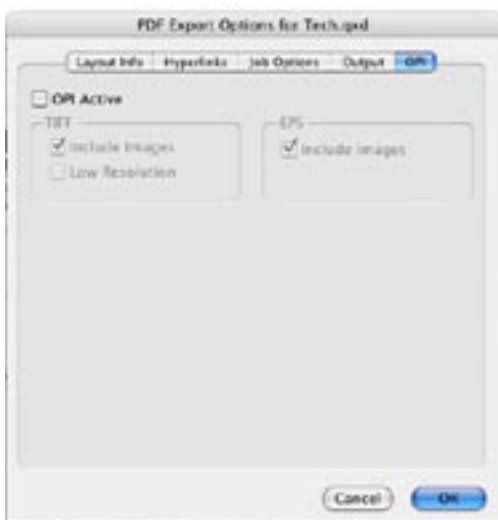 PDF Export Options for Tech.qxd
Layout Info Hyperlinks Job Options Output OPI
OPI Active
TIFF
Include Images
Low Resolution
EPS
Include Images
Cancel OK